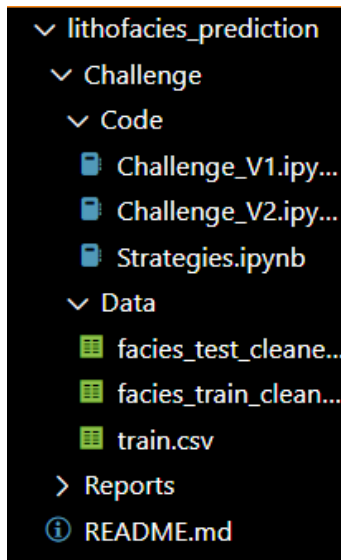 lithofacies_prediction
Challenge
Code
Challenge_V1.ipy...
Challenge_V2.ipy...
Strategies.ipynb
Data
facies_test_cleane...
facies_train_clean...
train.csv
Reports
README.md